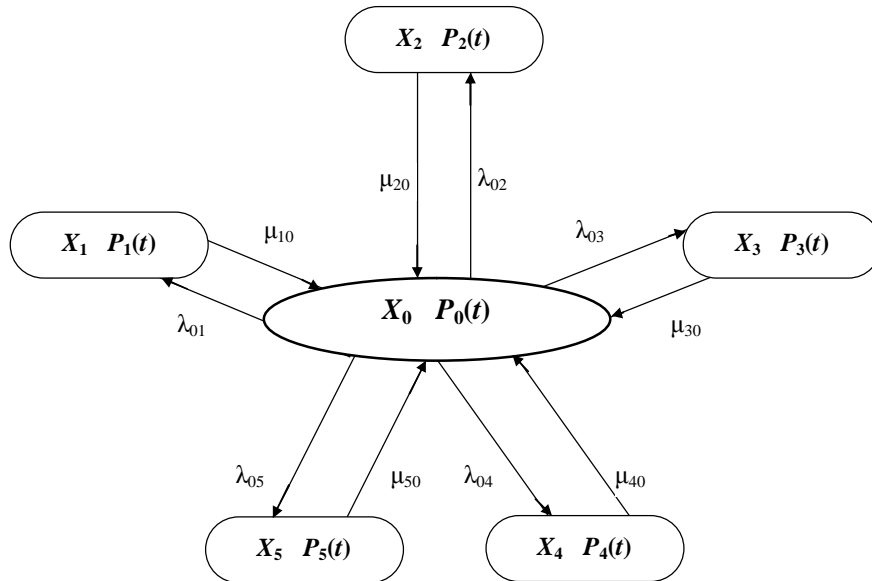 X₂ P₂(t)
μ₂₀
λ₀₂
X₁ P₁(t)
μ₁₀
λ₀₃
X₃ P₃(t)
λ₀₁
X₀ P₀(t)
μ₃₀
λ₀₅
μ₅₀
λ₀₄
μ₄₀
X₅ P₅(t)
X₄ P₄(t)